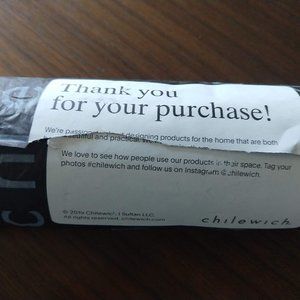 Thank you
for your purchase!
We're passionate about designing products for the home that are both
beautiful and practical.
We love to see how people use our products in their space. Tag your
photos #chilewich and follow us on Instagram @chilewich.
© 2019 Chilewich | Sultan LLC.
All rights reserved. chilewich.com
chilewich